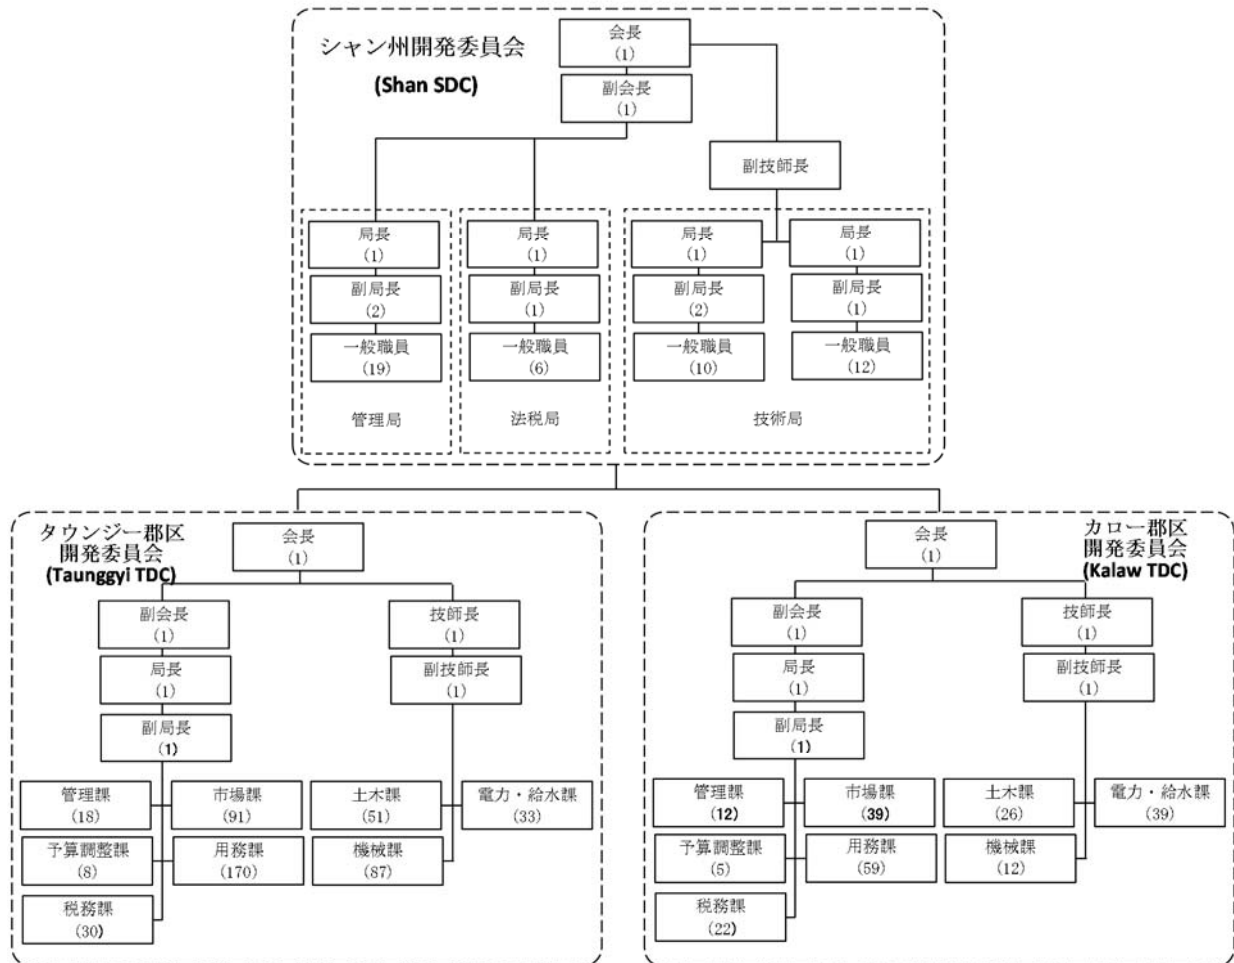 シャン州開発委員会
(Shan SDC)
会長
(1)
副会長
(1)
副技師長
局長
(1)
副局長
(2)
一般職員
(19)
管理局
局長
(1)
副局長
(1)
一般職員
(6)
法税局
局長
(1)
副局長
(2)
一般職員
(10)
局長
(1)
副局長
(1)
一般職員
(12)
技術局
タウンジー郡区
開発委員会
(Taunggyi TDC)
会長
(1)
副会長
(1)
局長
(1)
副局長
(1)
技師長
(1)
副技師長
(1)
管理課
(18)
市場課
(91)
予算調整課
(8)
用務課
(170)
税務課
(30)
土木課
(51)
電力・給水課
(33)
機械課
(87)
カロー郡区
開発委員会
(Kalaw TDC)
会長
(1)
副会長
(1)
局長
(1)
副局長
(1)
技師長
(1)
副技師長
(1)
管理課
(12)
市場課
(39)
予算調整課
(5)
用務課
(59)
税務課
(22)
土木課
(26)
電力・給水課
(39)
機械課
(12)